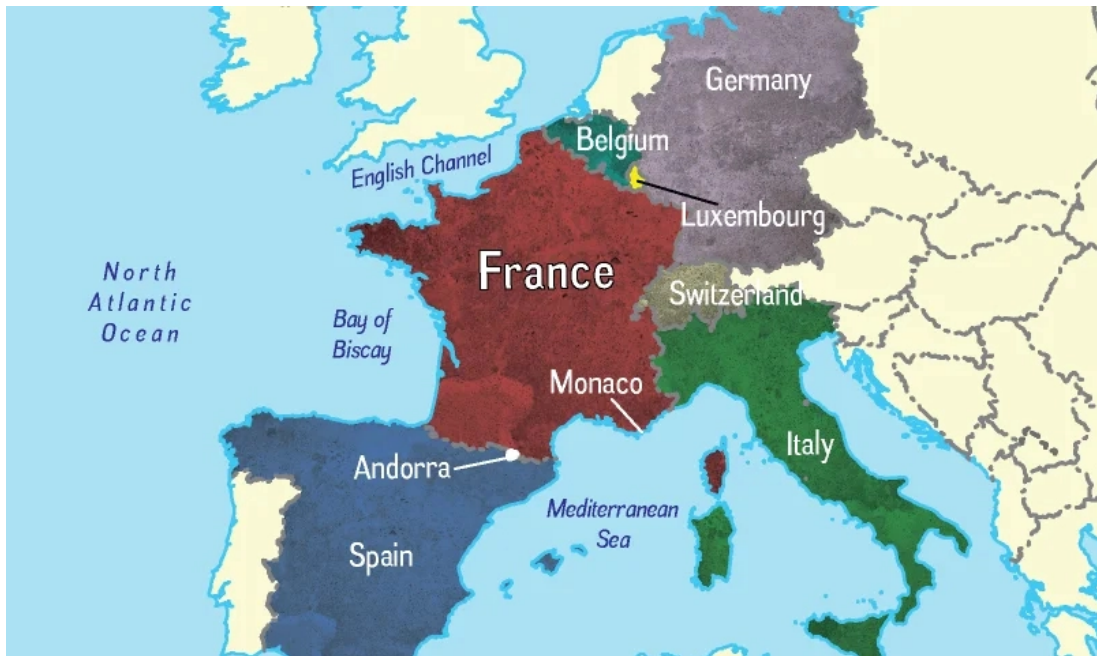 Germany
Belgium
English Channel
Luxembourg
France
North
Atlantic
Ocean
Switzerland
Bay of
Biscay
Monaco
Italy
Andorra
Mediterranean
Sea
Spain